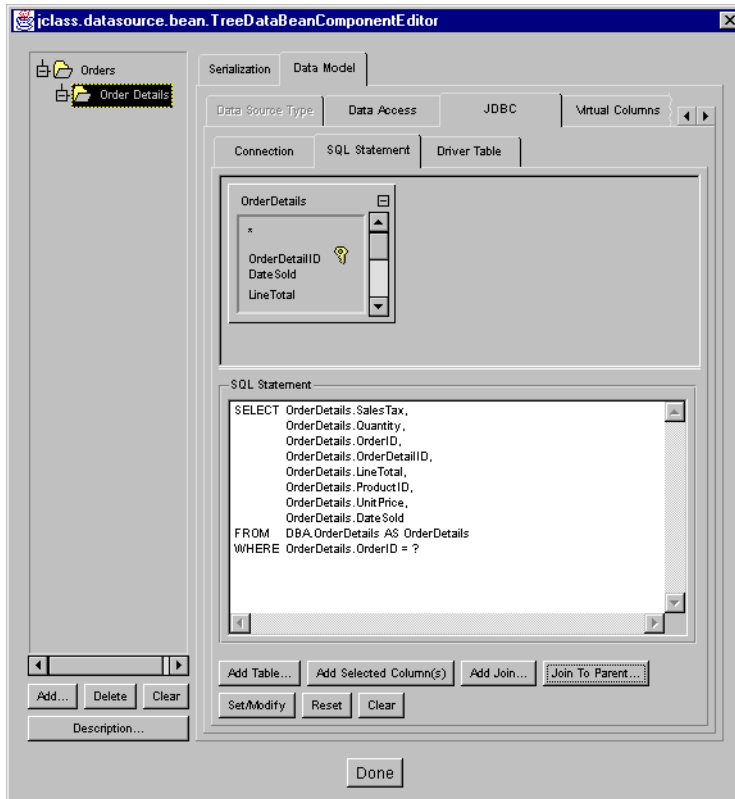 jclass.datasource.bean.TreeDataBeanComponentEditor
Orders
Order Details
Serialization
Data Model
Data Source Type
Data Access
JDBC
Virtual Columns
Connection
SQL Statement
Driver Table
OrderDetails
*
OrderDetailID
DateSold
LineTotal
SQL Statement
SELECT OrderDetails.SalesTax,
OrderDetails.Quantity,
OrderDetails.OrderID,
OrderDetails.OrderDetailID,
OrderDetails.LineTotal,
OrderDetails.ProductID,
OrderDetails.UnitPrice,
OrderDetails.DateSold
FROM DBA.OrderDetails AS OrderDetails
WHERE OrderDetails.OrderID = ?
Add Table...
Add Selected Column(s)
Add Join...
Join To Parent...
Set/Modify
Reset
Clear
Add...
Delete
Clear
Description...
Done